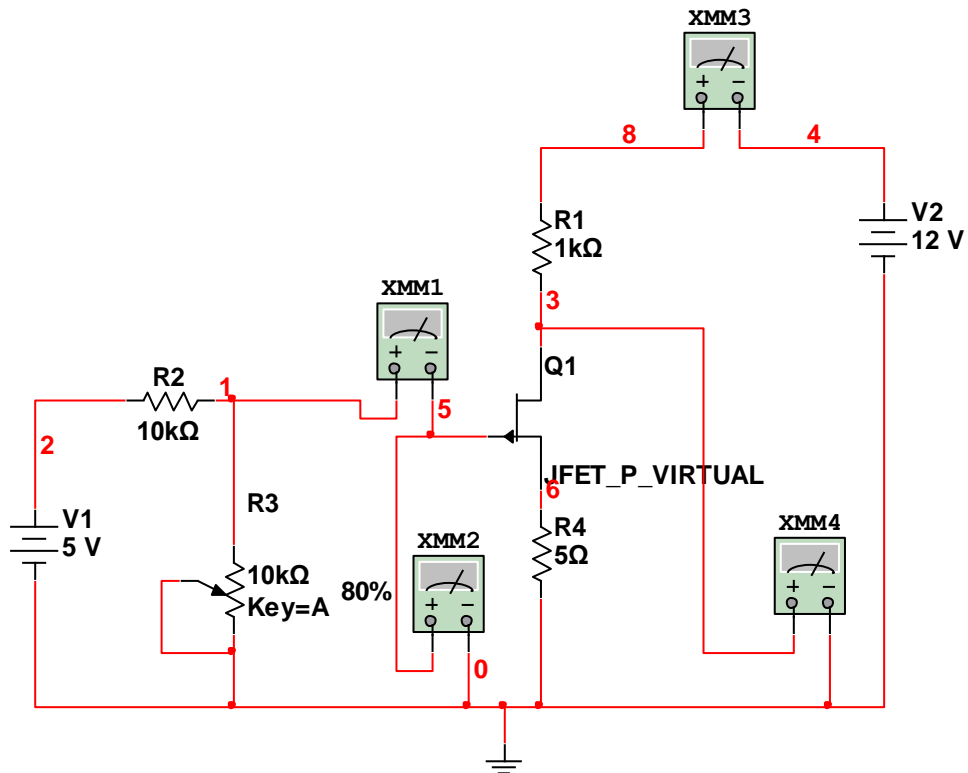 XMM3
+ −
8
4
R1
1kΩ
V2
12 V
3
XMM1
+ −
Q1
R2
10kΩ
1
5
2
JFET_P_VIRTUAL
6
R3
V1
5 V
R4
5Ω
XMM2
+ −
XMM4
+ −
10kΩ
Key=A
80%
0